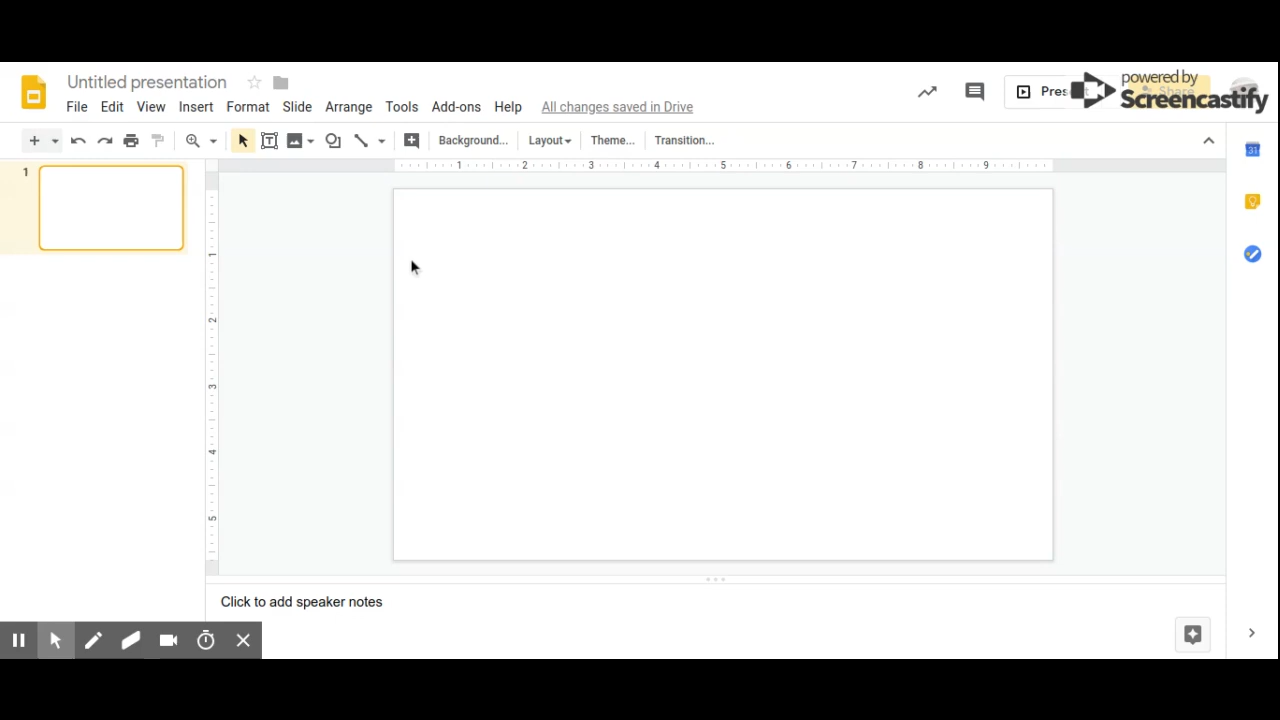 Untitled presentation
powered by
Screencastify
File Edit View Insert Format Slide Arrange Tools Add-ons Help All changes saved in Drive
Share
Background... Layout Theme... Transition...
1 2 3 4 5 6 7 8 9
1
1
2
3
4
5
Click to add speaker notes
31